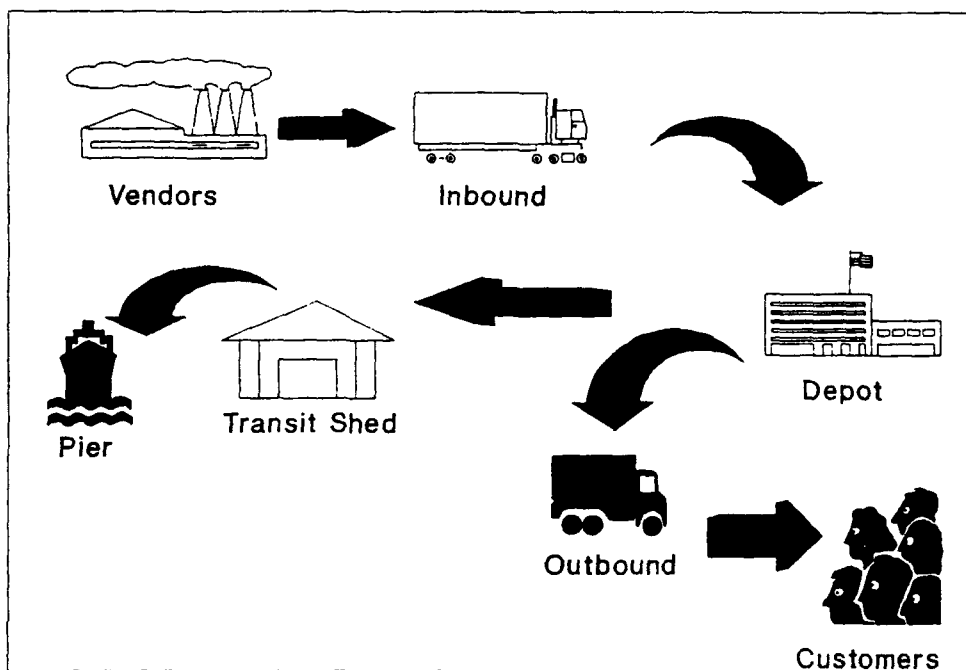 Vendors
Inbound
Depot
Transit Shed
Pier
Outbound
Customers